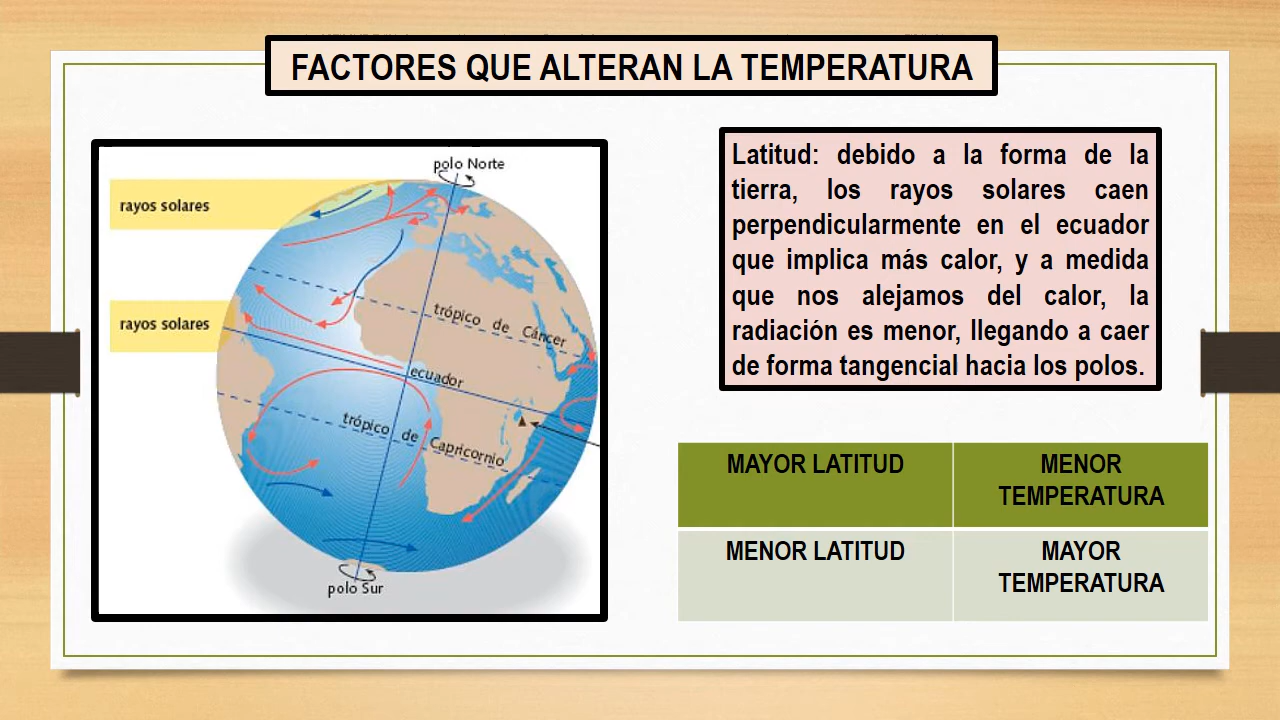 FACTORES QUE ALTERAN LA TEMPERATURA
polo Norte
rayos solares
rayos solares
trópico de Cáncer
ecuador
trópico de Capricornio
polo Sur
Latitud: debido a la forma de la
tierra, los rayos solares caen
perpendicularmente en el ecuador
que implica más calor, y a medida
que nos alejamos del calor, la
radiación es menor, llegando a caer
de forma tangencial hacia los polos.
MAYOR LATITUD
MENOR
TEMPERATURA
MENOR LATITUD
MAYOR
TEMPERATURA